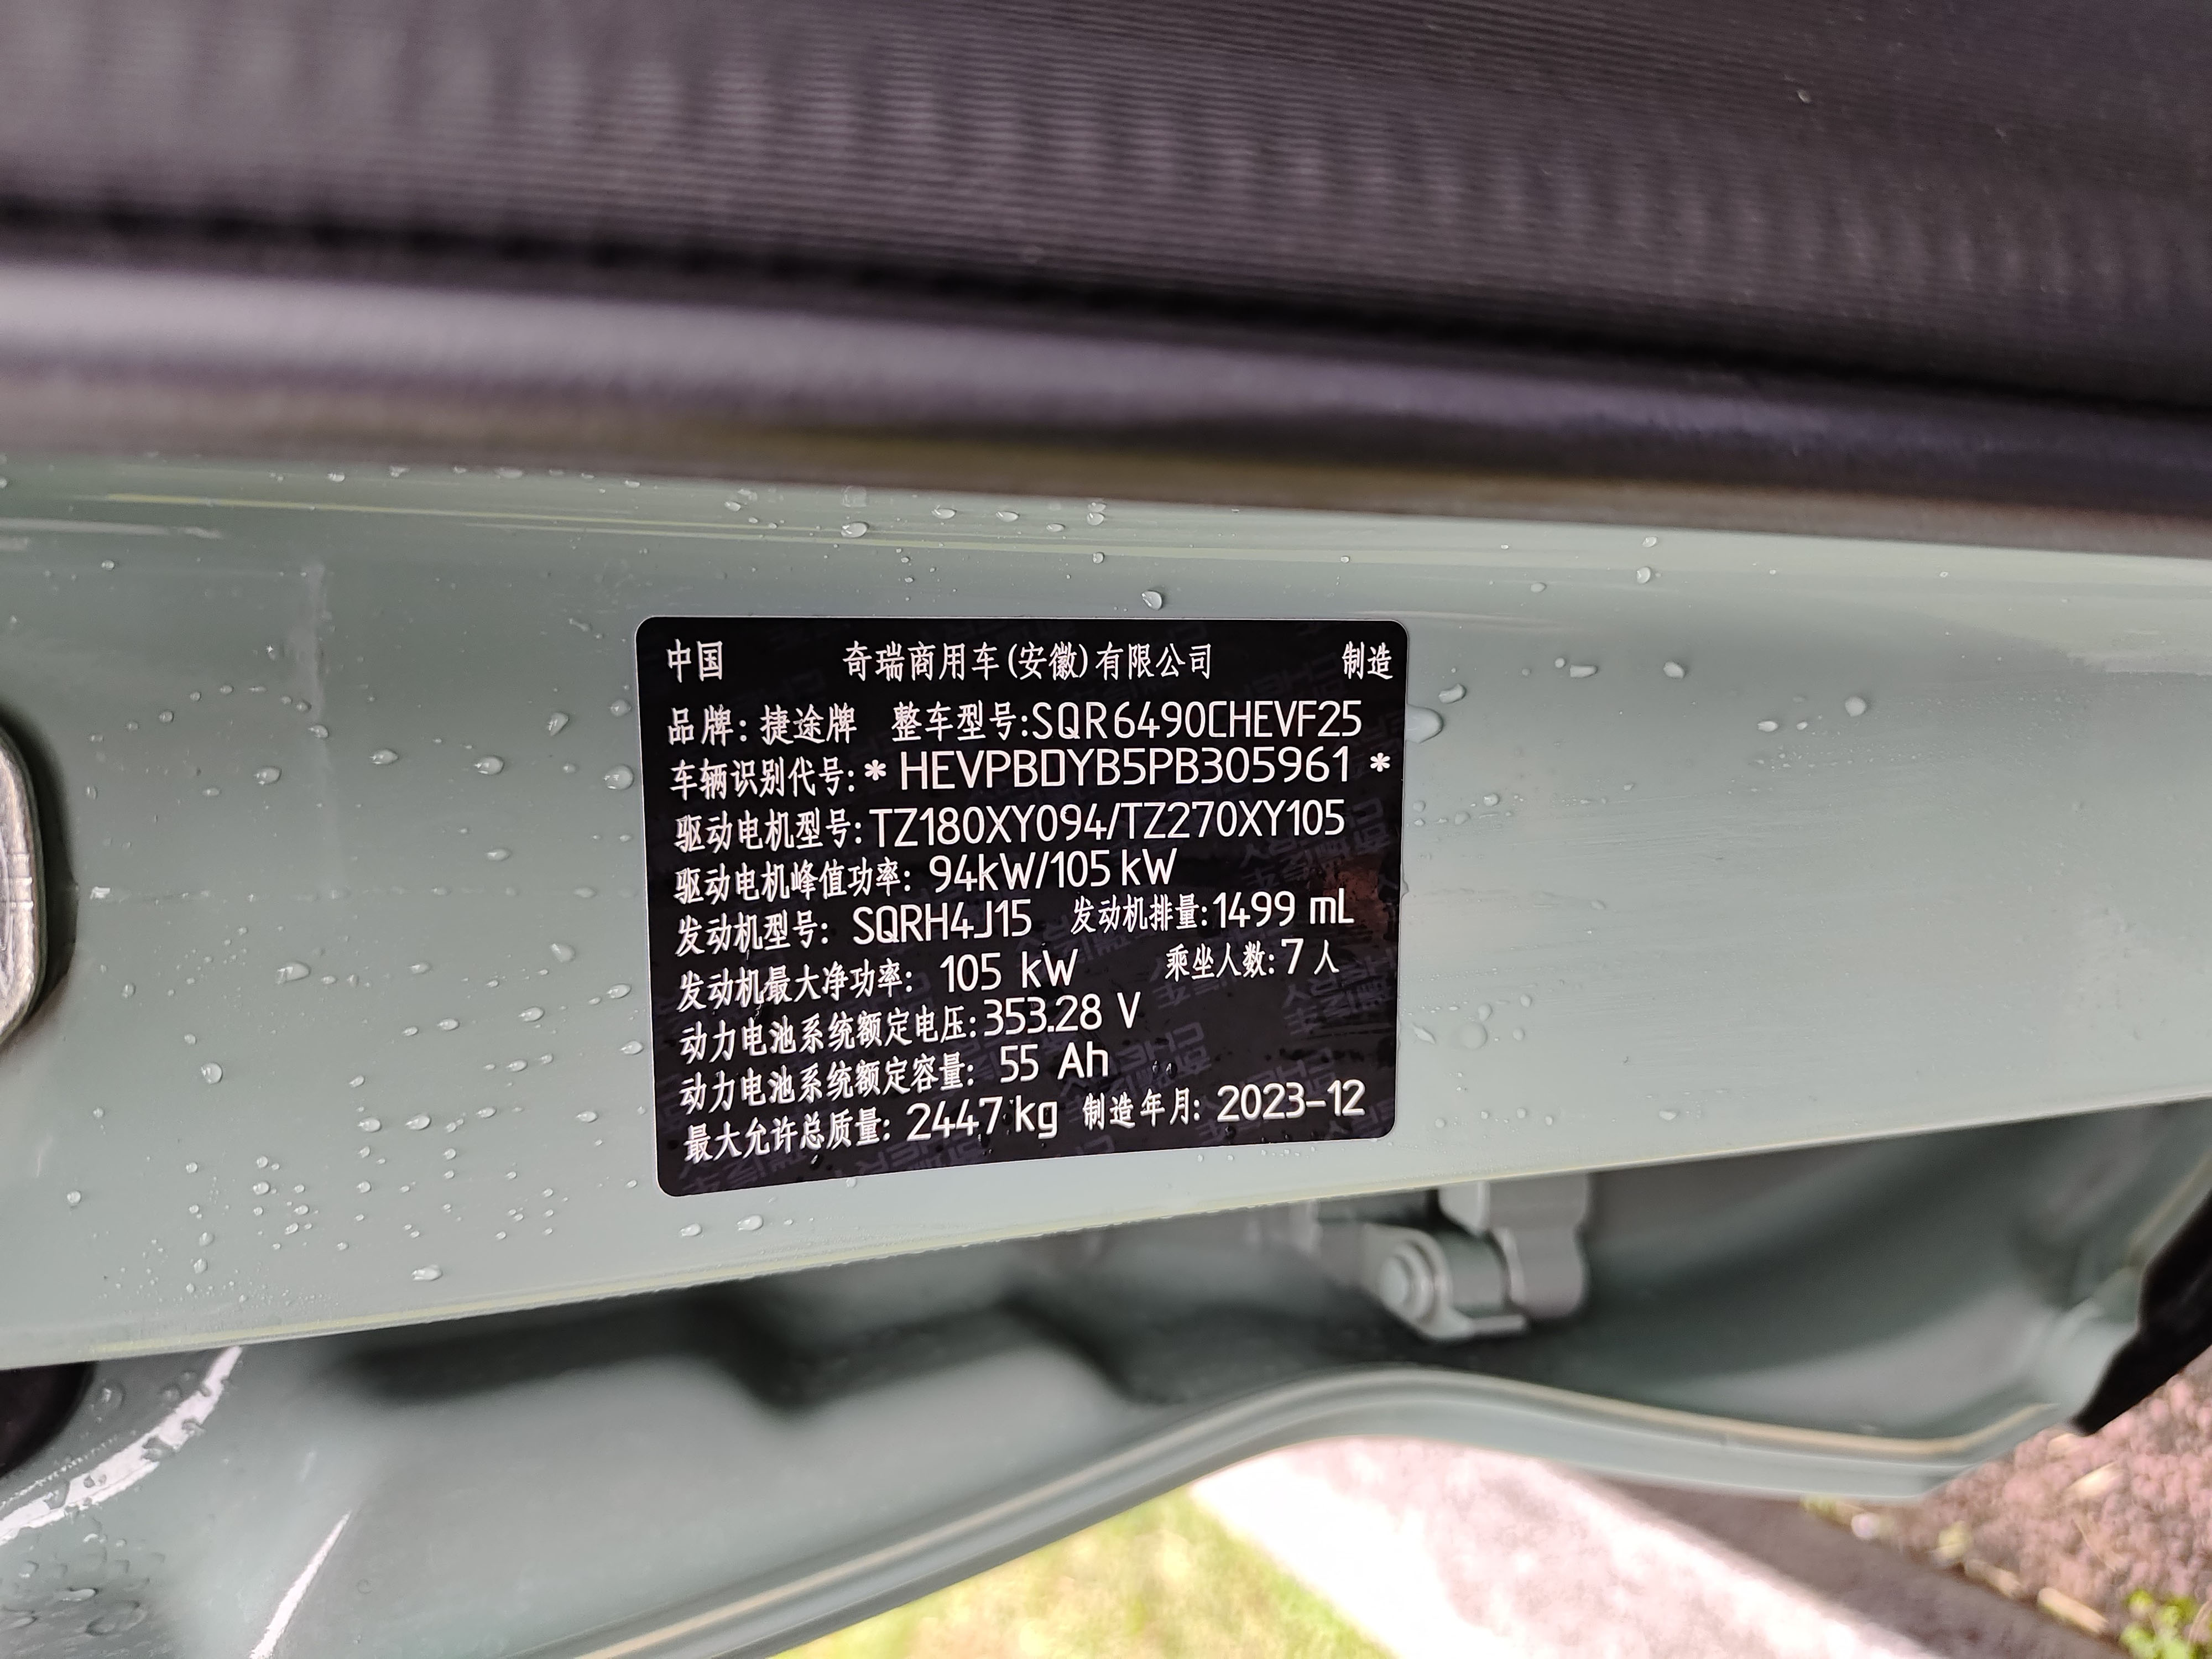 中国 奇瑞商用车(安徽)有限公司 制造
品牌: 捷途牌 整车型号:SQR6490CHEVF25
车辆识别代号:* HEVPBDYB5PB305961 *
驱动电机型号:TZ180XY094/TZ270XY105
驱动电机峰值功率: 94kW/105kW
发动机型号: SQRH4J15 发动机排量:1499 mL
发动机最大净功率: 105 kW 乘坐人数:7人
动力电池系统额定电压:353.28 V
动力电池系统额定容量: 55 Ah
最大允许总质量: 2447kg 制造年月: 2023-12